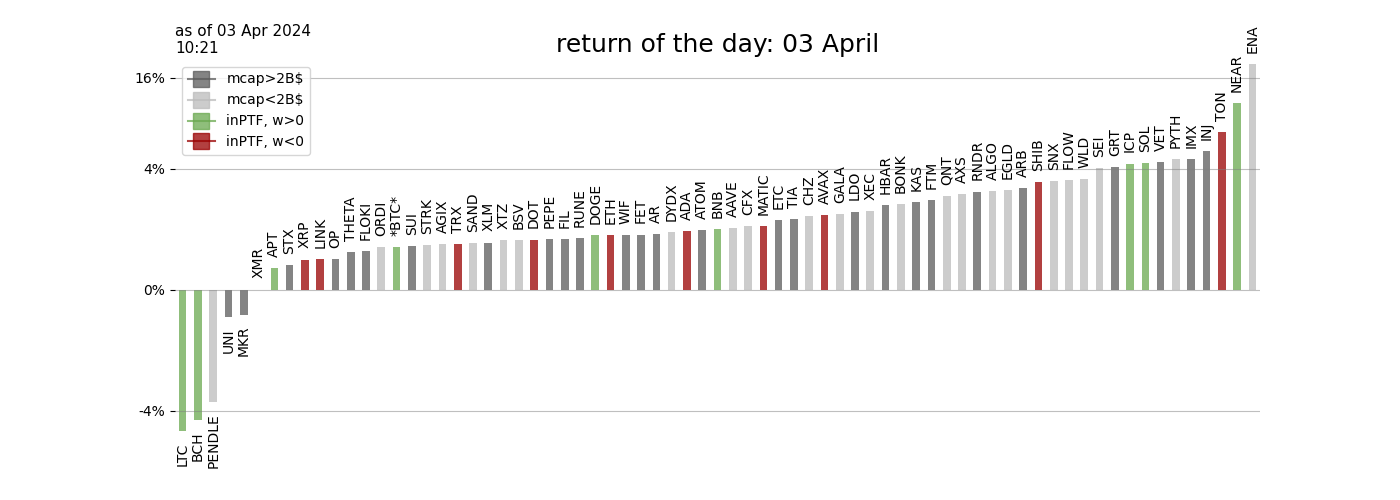 as of 03 Apr 2024
10:21
return of the day: 03 April
mcap>2B$
mcap<2B$
inPTF, w>0
inPTF, w<0
16%
4%
0%
-4%
LTC
BCH
PENDLE
UNI
MKR
XMR
APT
STX
XRP
LINK
OP
THETA
FLOKI
ORDI
*BTC*
SUI
STRK
AGIX
TRX
SAND
XLM
XTZ
BSV
DOT
PEPE
FIL
RUNE
DOGE
ETH
WIF
FET
AR
DYDX
ADA
ATOM
BNB
AAVE
CFX
MATIC
ETC
TIA
CHZ
AVAX
GALA
LDO
XEC
HBAR
BONK
KAS
FTM
QNT
AXS
RNDR
ALGO
EGLD
ARB
SHIB
SNX
FLOW
WLD
SEI
GRT
ICP
SOL
VET
PYTH
IMX
INJ
TON
NEAR
ENA